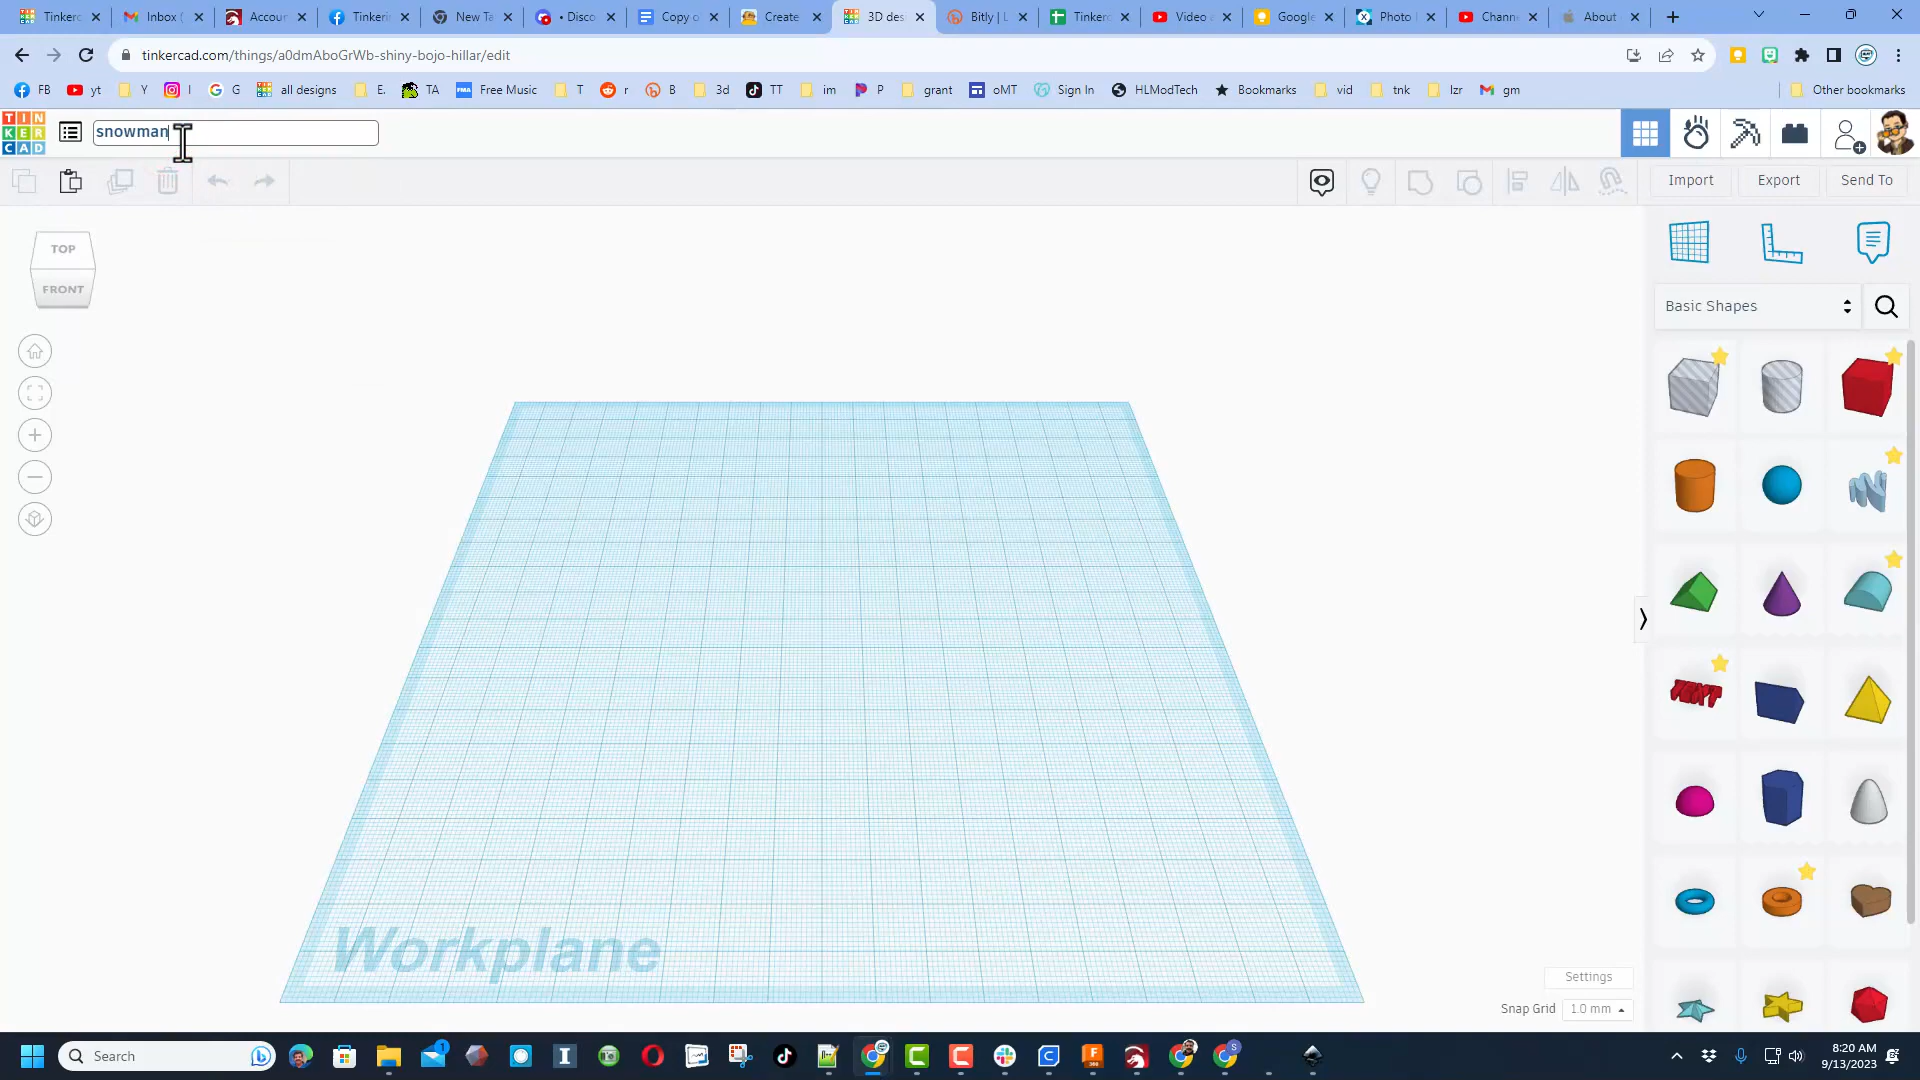 Tinkerc
Inbox (
Accour
Tinkerin
New Ta
• Disco
Copy o
Create
3D des
Bitly | L
Tinkerc
Video a
Google
Photo
Chann
About
tinkercad.com/things/a0dmAboGrWb-shiny-bojo-hillar/edit
FB yt Y I G all designs E. TA Free Music T r B 3d TT im P grant oMT Sign In HLModTech Bookmarks vid tnk lzr gm Other bookmarks
TIN
KER
CAD
snowman
Import Export Send To
TOP
FRONT
Basic Shapes
TEXT
Workplane
Settings
Snap Grid 1.0 mm
Search
8:20 AM
9/13/2023